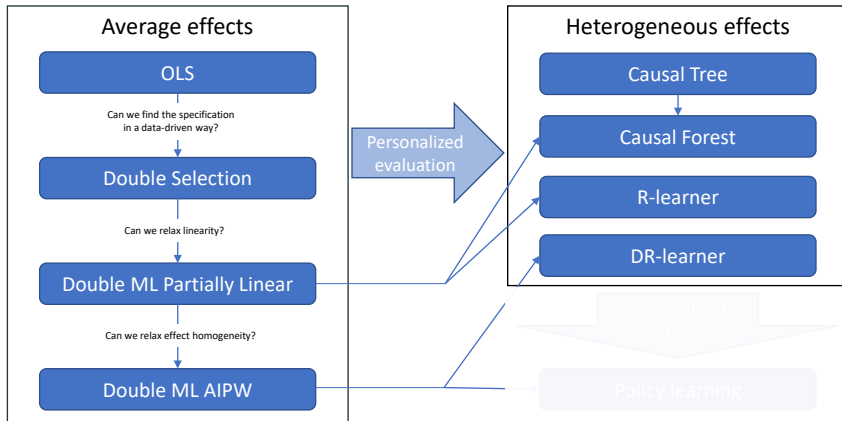 Average effects
OLS
Can we find the specification
in a data-driven way?
Double Selection
Can we relax linearity?
Double ML Partially Linear
Can we relax effect homogeneity?
Double ML AIPW
Personalized
evaluation
Heterogeneous effects
Causal Tree
Causal Forest
R-learner
DR-learner
recommendation
Policy learning